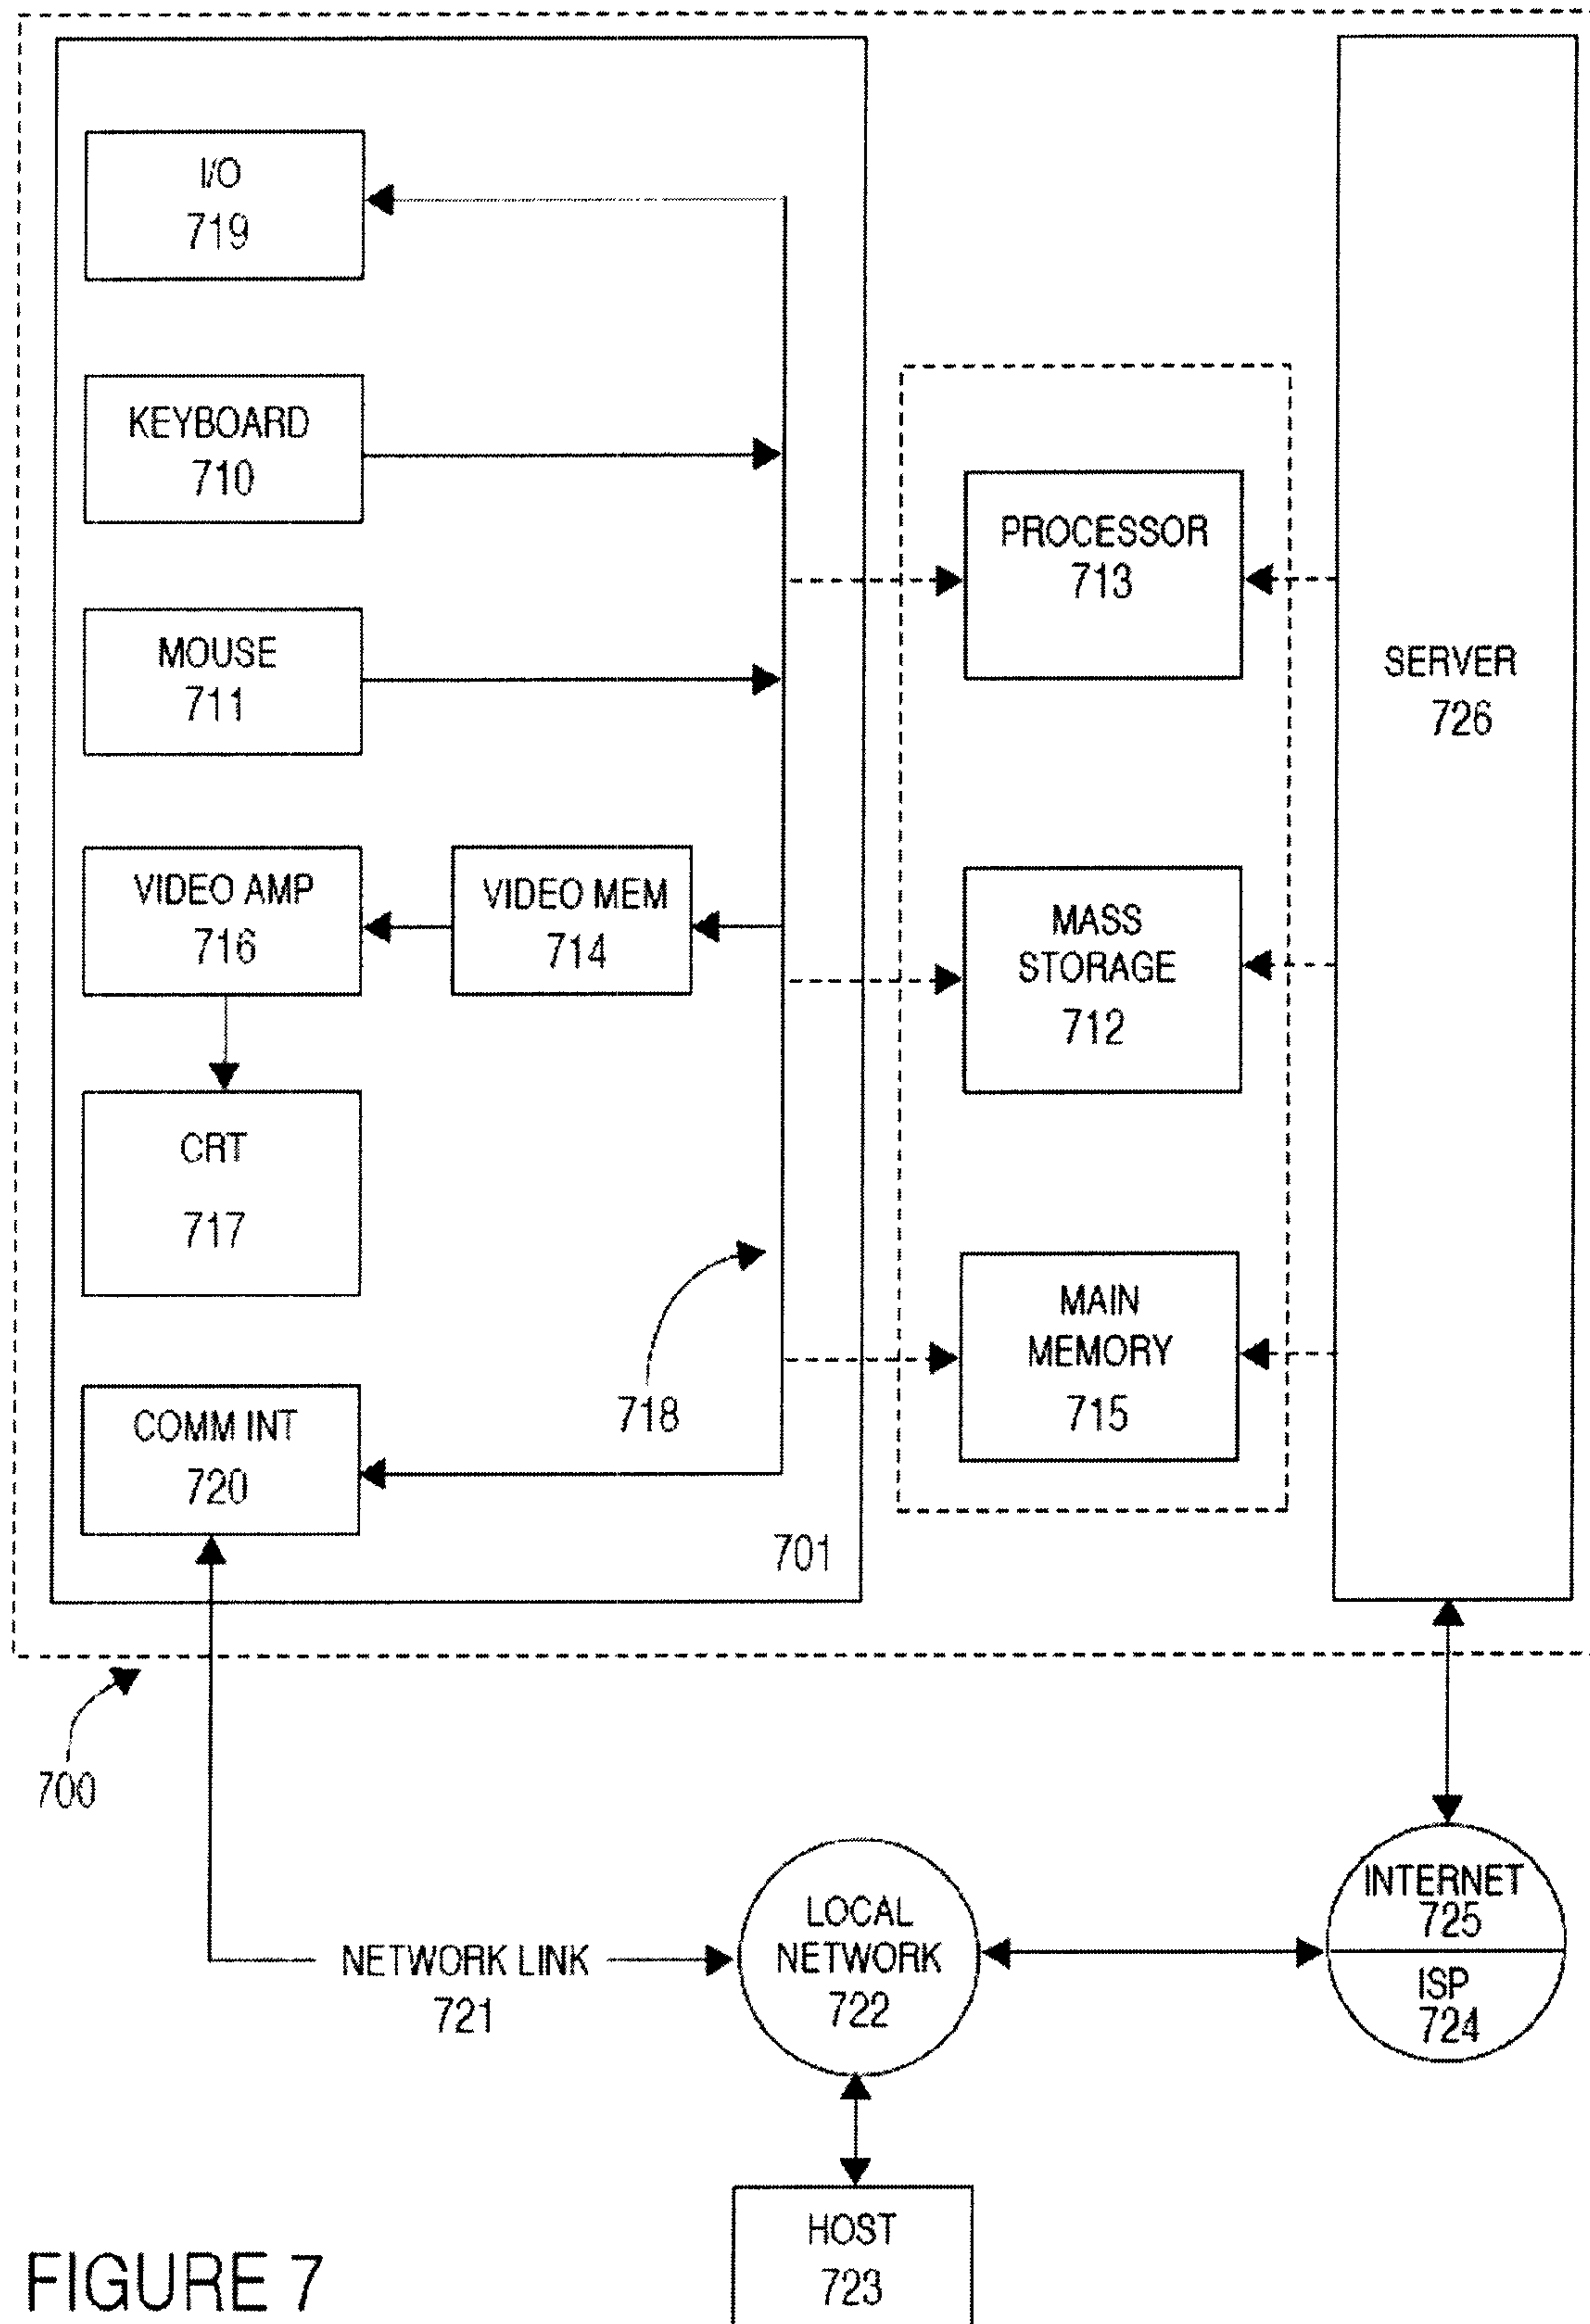 I/O
719
KEYBOARD
710
MOUSE
711
VIDEO AMP
716
VIDEO MEM
714
CRT
717
COMM INT
720
718
701
PROCESSOR
713
MASS
STORAGE
712
MAIN
MEMORY
715
SERVER
726
700
NETWORK LINK
721
LOCAL
NETWORK
722
INTERNET
725
ISP
724
HOST
723
FIGURE 7